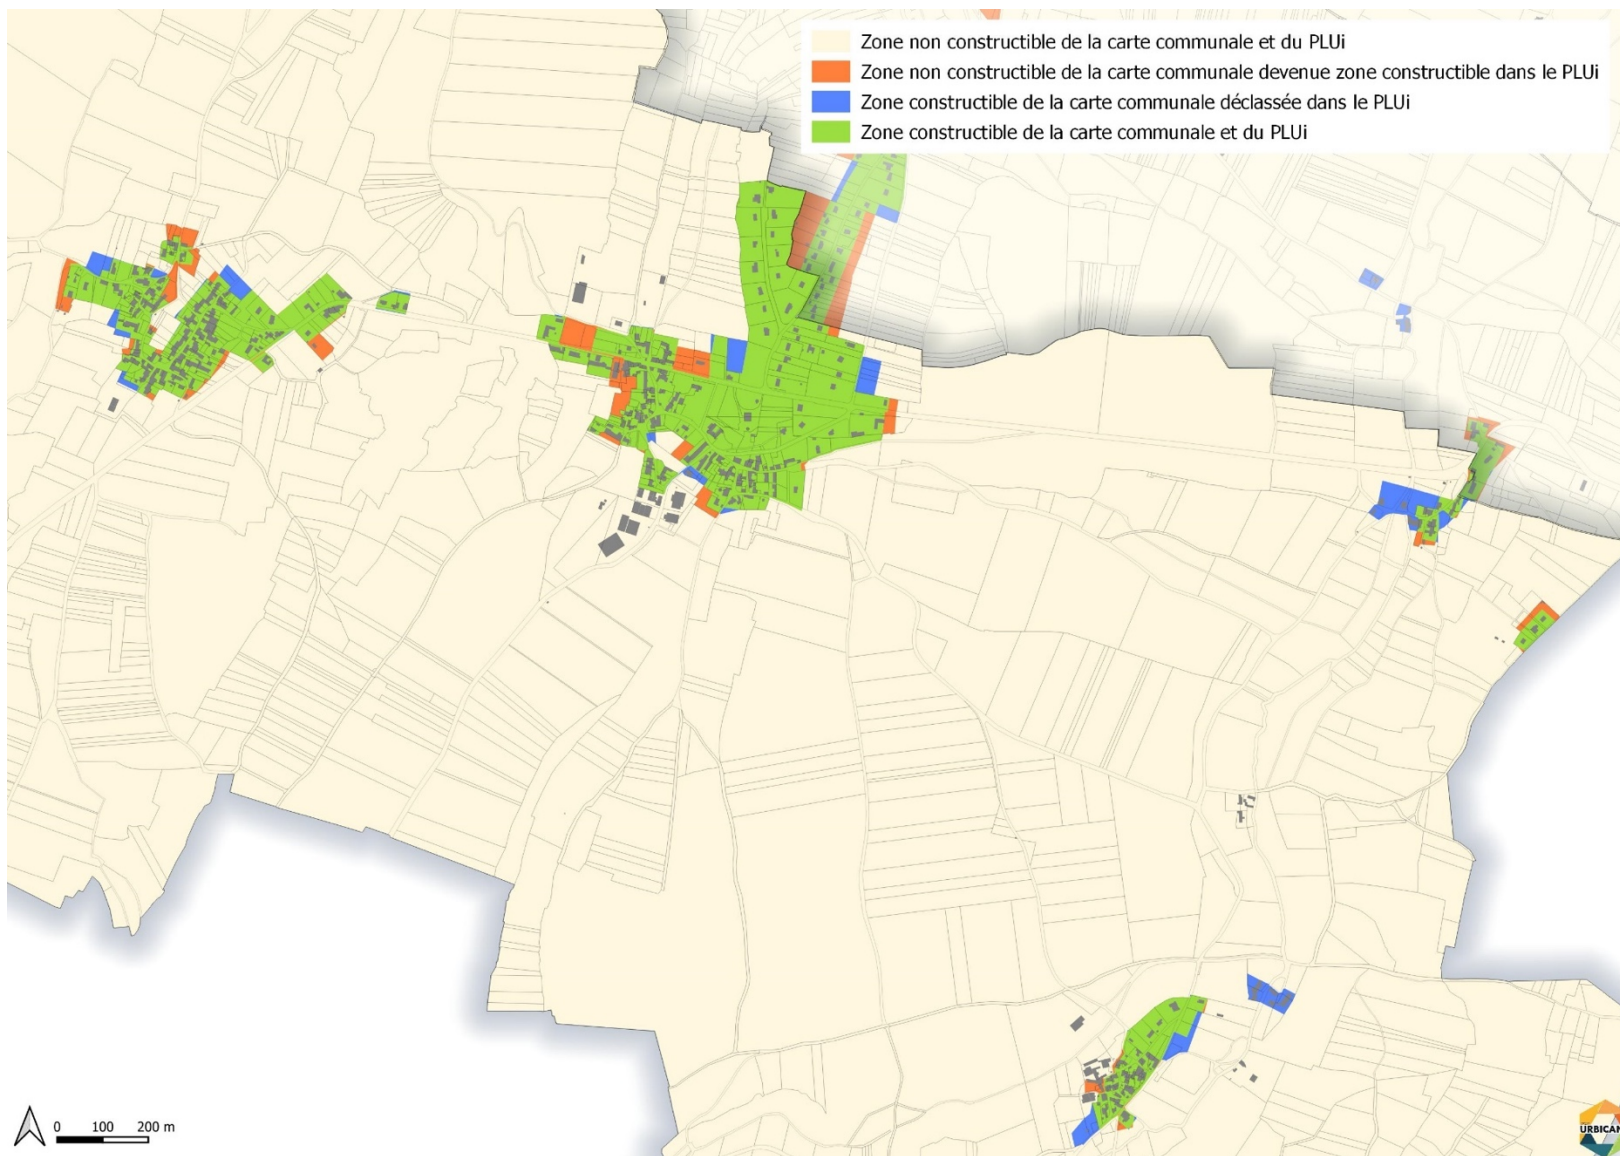 Zone non constructible de la carte communale et du PLUi
Zone non constructible de la carte communale devenue zone constructible dans le PLUi
Zone constructible de la carte communale déclassée dans le PLUi
Zone constructible de la carte communale et du PLUi
0 100 200 m
URBICAN